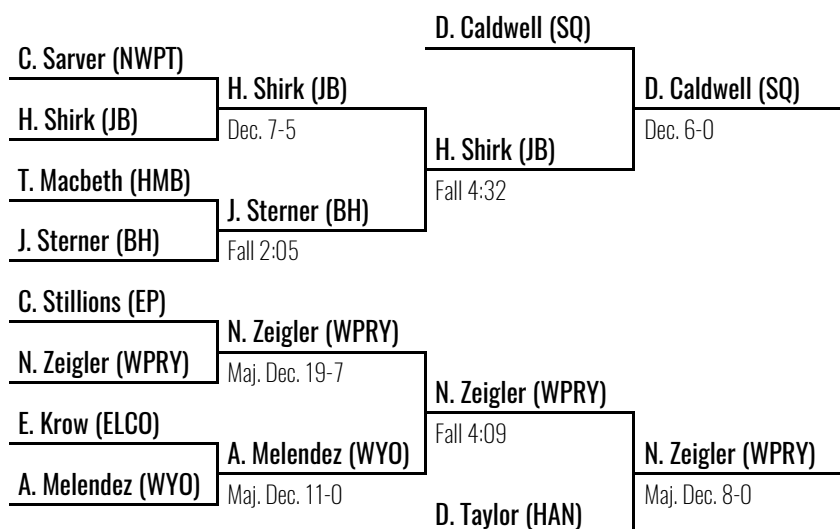 C. Sarver (NWPT)
H. Shirk (JB)
T. Macbeth (HMB)
J. Sterner (BH)
C. Stillions (EP)
N. Zeigler (WPRY)
E. Krow (ELCO)
A. Melendez (WYO)
H. Shirk (JB)
Dec. 7-5
J. Sterner (BH)
Fall 2:05
N. Zeigler (WPRY)
Maj. Dec. 19-7
A. Melendez (WYO)
Maj. Dec. 11-0
D. Caldwell (SQ)
H. Shirk (JB)
Fall 4:32
N. Zeigler (WPRY)
Fall 4:09
D. Taylor (HAN)
D. Caldwell (SQ)
Dec. 6-0
N. Zeigler (WPRY)
Maj. Dec. 8-0